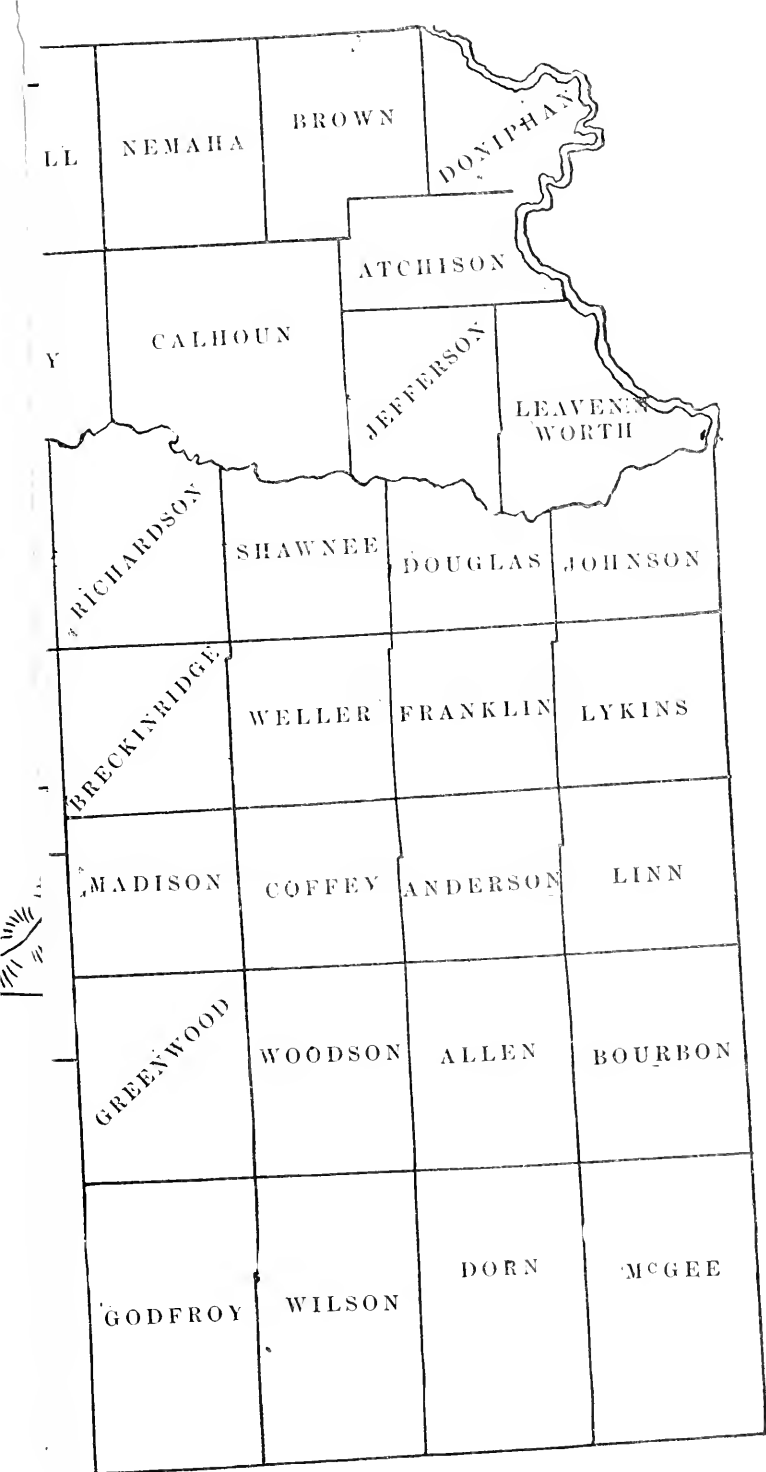 LL
NEMAHA
BROWN
DONIPHAN
ATCHISON
Y
CALHOUN
JEFFERSON
LEAVEN
WORTH
RICHARDSON
SHAWNEE
DOUGLAS
JOHNSON
BRECKINRIDGE
WELLER
FRANKLIN
LYKINS
MADISON
COFFEY
ANDERSON
LINN
GREENWOOD
WOODSON
ALLEN
BOURBON
GODFROY
WILSON
DORN
McGEE